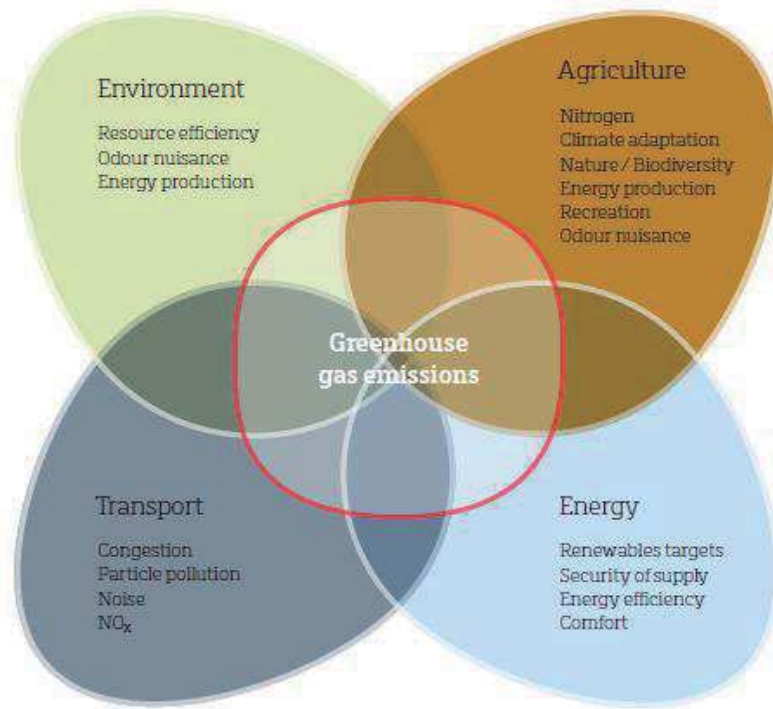 Environment
Resource efficiency
Odour nuisance
Energy production
Agriculture
Nitrogen
Climate adaptation
Nature / Biodiversity
Energy production
Recreation
Odour nuisance
Greenhouse
gas emissions
Transport
Congestion
Particle pollution
Noise
NOₓ
Energy
Renewables targets
Security of supply
Energy efficiency
Comfort